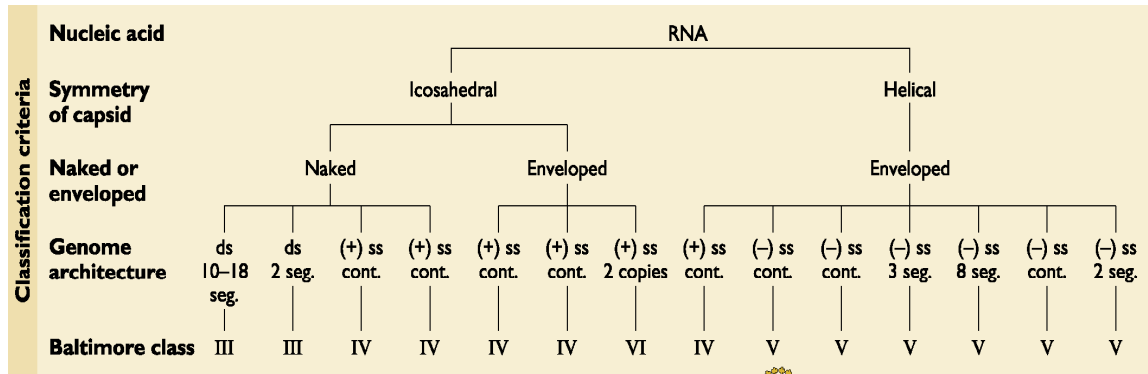 Classification criteria
Nucleic acid RNA
Symmetry of capsid Icosahedral Helical
Naked or enveloped Naked Enveloped Enveloped
Genome architecture
ds 10–18 seg.
ds 2 seg.
(+) ss cont.
(+) ss cont.
(+) ss cont.
(+) ss cont.
(+) ss 2 copies
(+) ss cont.
(–) ss cont.
(–) ss cont.
(–) ss 3 seg.
(–) ss 8 seg.
(–) ss cont.
(–) ss 2 seg.
Baltimore class III III IV IV IV IV VI IV V V V V V V